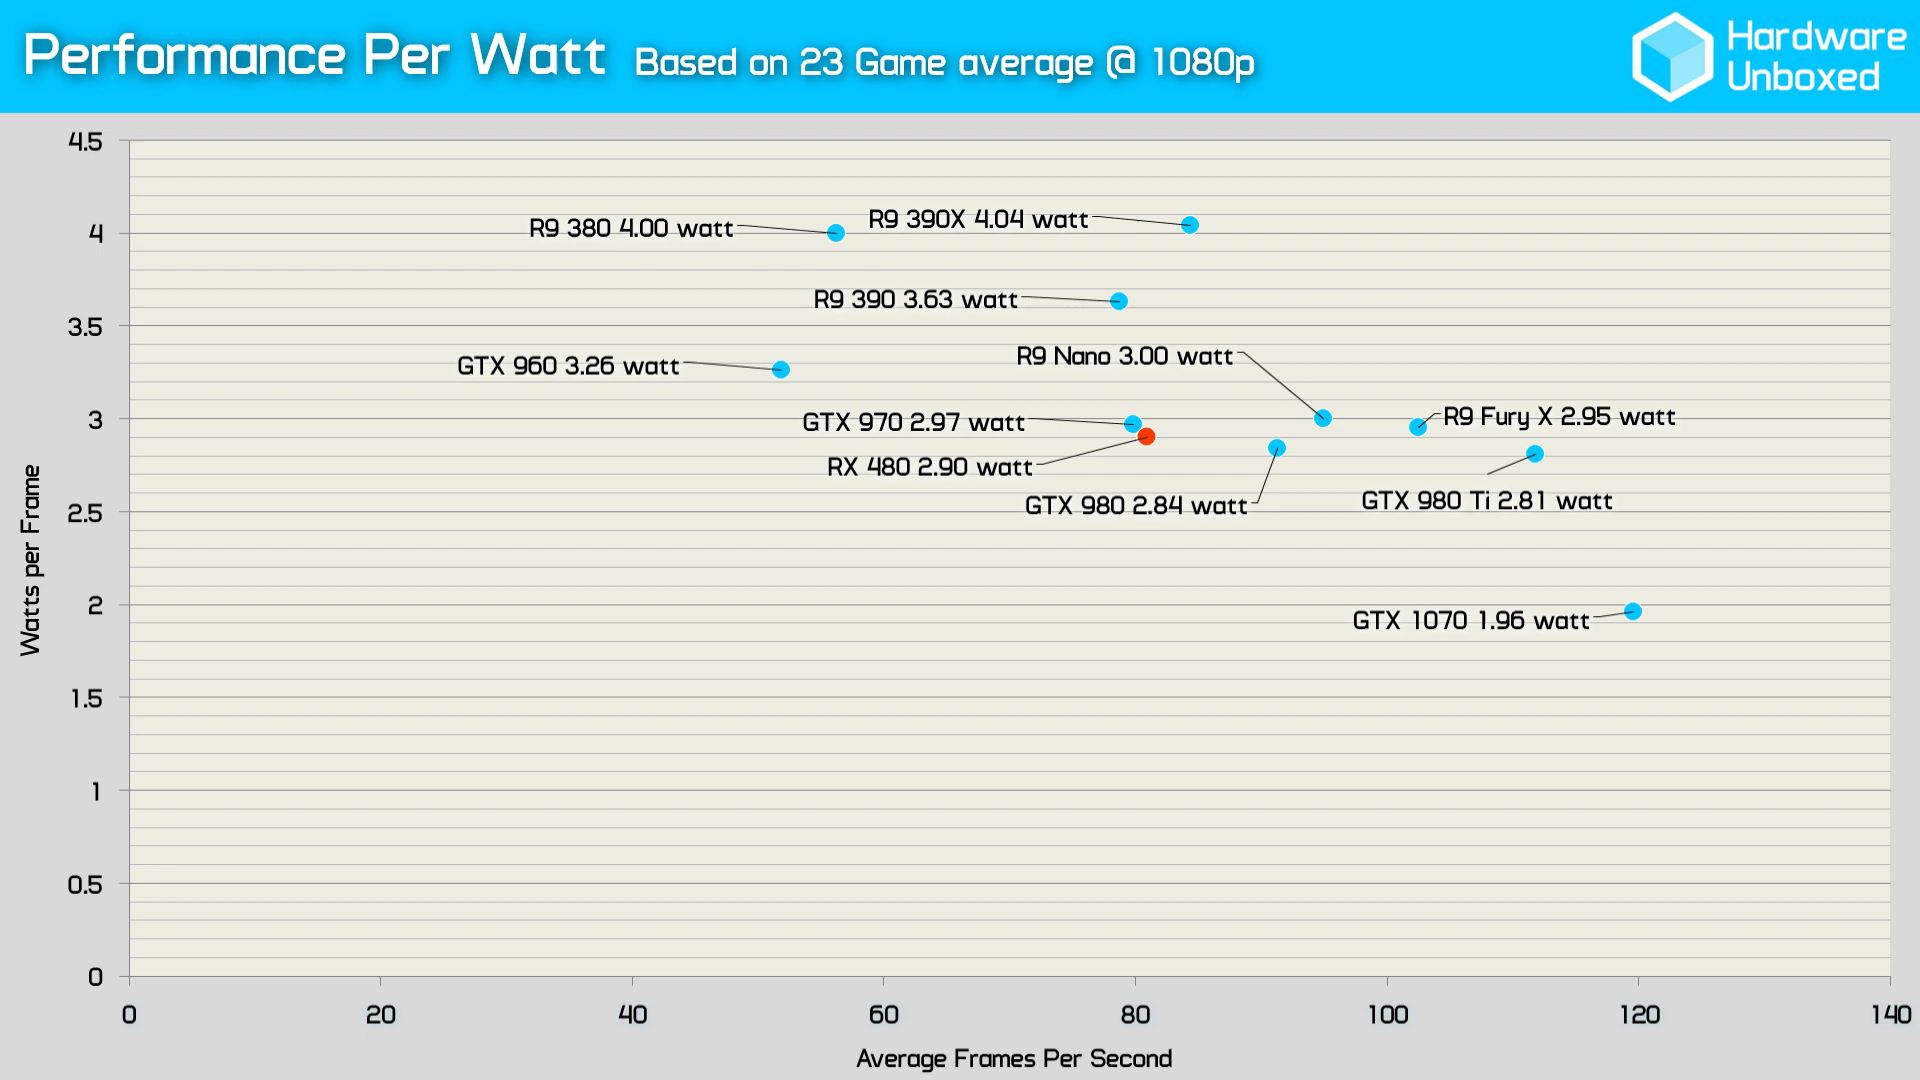 Performance Per Watt Based on 23 Game average @ 1080p
Hardware
Unboxed
4.5
4
3.5
3
2.5
2
1.5
1
0.5
0
Watts per Frame
R9 380 4.00 watt
R9 390X 4.04 watt
R9 390 3.63 watt
R9 Nano 3.00 watt
GTX 960 3.26 watt
R9 Fury X 2.95 watt
GTX 970 2.97 watt
RX 480 2.90 watt
GTX 980 2.84 watt
GTX 980 Ti 2.81 watt
GTX 1070 1.96 watt
0 20 40 60 80 100 120 140
Average Frames Per Second